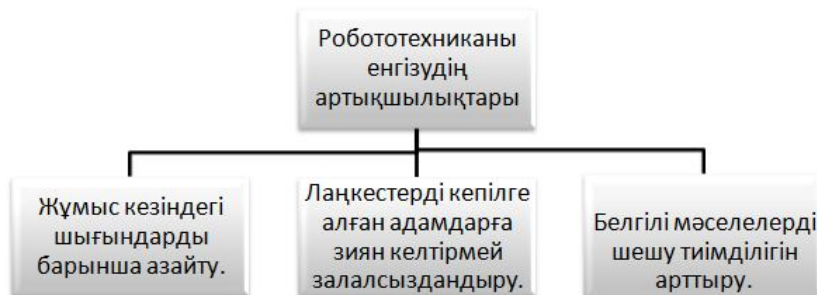 Робототехниканы
енгізудің
артықшылықтары
Жұмыс кезіндегі
шығындарды
барынша азайту.
Лаңкестерді кепілге
алған адамдарға
зиян келтірмей
залалсыздандыру.
Белгілі мәселелерді
шешу тиімділігін
арттыру.